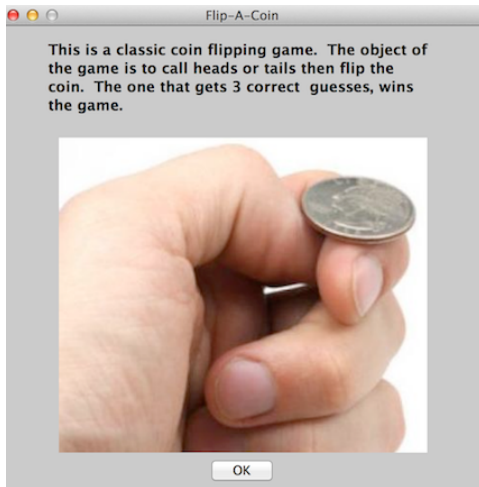 Flip-A-Coin
This is a classic coin flipping game.  The object of
the game is to call heads or tails then flip the
coin.  The one that gets 3 correct  guesses, wins
the game.
OK